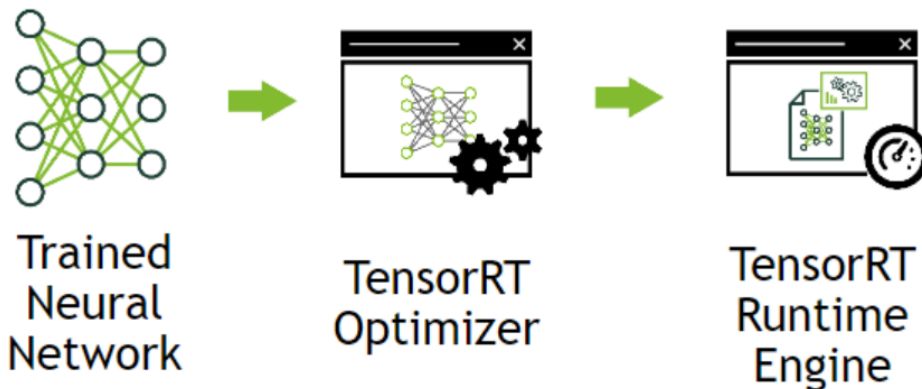 Trained
Neural
Network
TensorRT
Optimizer
TensorRT
Runtime
Engine